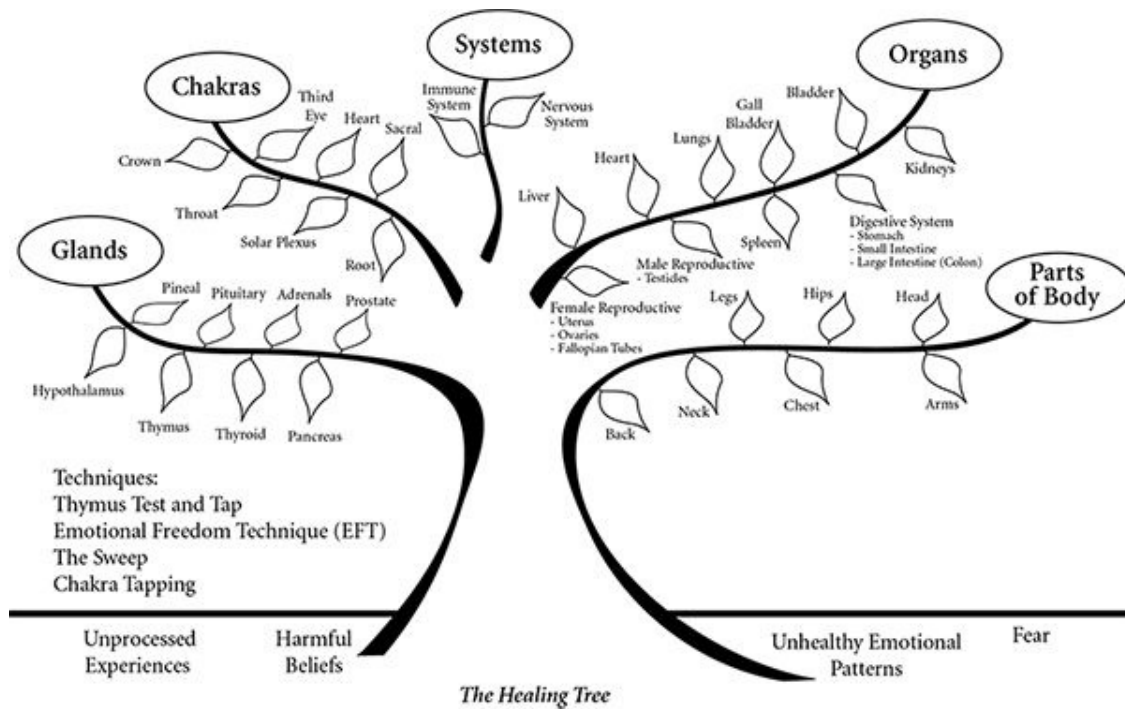 Systems
Organs
Chakras
Immune
System
Nervous
System
Third
Eye
Heart
Sacral
Crown
Throat
Solar Plexus
Root
Liver
Heart
Lungs
Gall
Bladder
Bladder
Kidneys
Digestive System
- Stomach
- Small Intestine
- Large Intestine (Colon)
Spleen
Male Reproductive
- Testides
Female Reproductive
- Uterus
- Ovaries
- Fallopian Tubes
Glands
Pineal
Pituitary
Adrenals
Prostate
Hypothalamus
Thymus
Thyroid
Pancreas
Parts
of Body
Legs
Hips
Head
Back
Neck
Chest
Arms
Techniques:
Thymus Test and Tap
Emotional Freedom Technique (EFT)
The Sweep
Chakra Tapping
Unprocessed
Experiences
Harmful
Beliefs
Unhealthy Emotional
Patterns
Fear
The Healing Tree